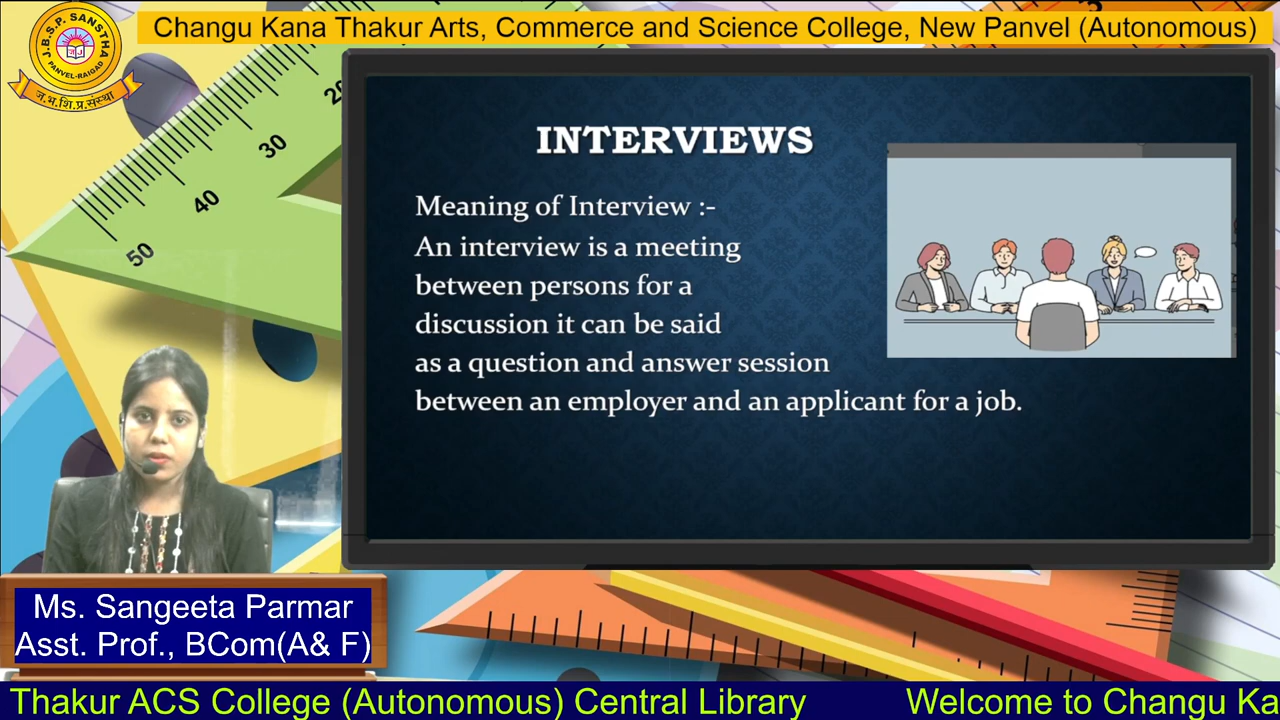 Changu Kana Thakur Arts, Commerce and Science College, New Panvel (Autonomous)
J.B.S.P. SANSTHA
PANVEL-RAIGAD
ज.भ.शि.प्र.संस्था
20
30
40
50
INTERVIEWS
Meaning of Interview :-
An interview is a meeting
between persons for a
discussion it can be said
as a question and answer session
between an employer and an applicant for a job.
Ms. Sangeeta Parmar
Asst. Prof., BCom(A& F)
Thakur ACS College (Autonomous) Central Library Welcome to Changu Ka